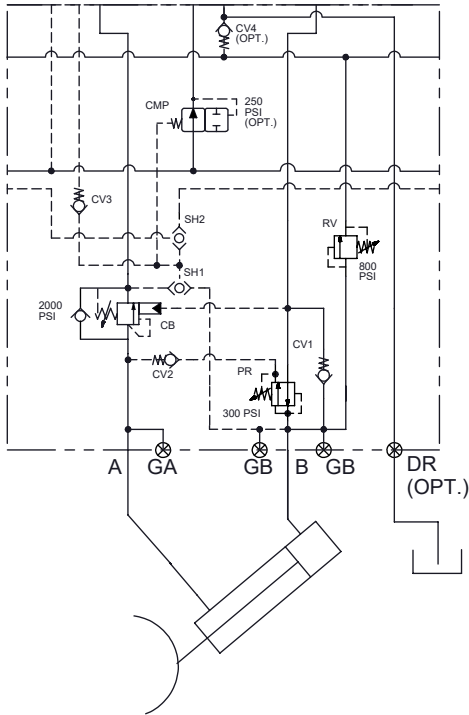 CV4
(OPT.)
CMP
250
PSI
(OPT.)
CV3
SH2
RV
SH1
800
PSI
2000
PSI
CB
CV1
CV2
PR
300 PSI
A
GA
GB
B
GB
DR
(OPT.)